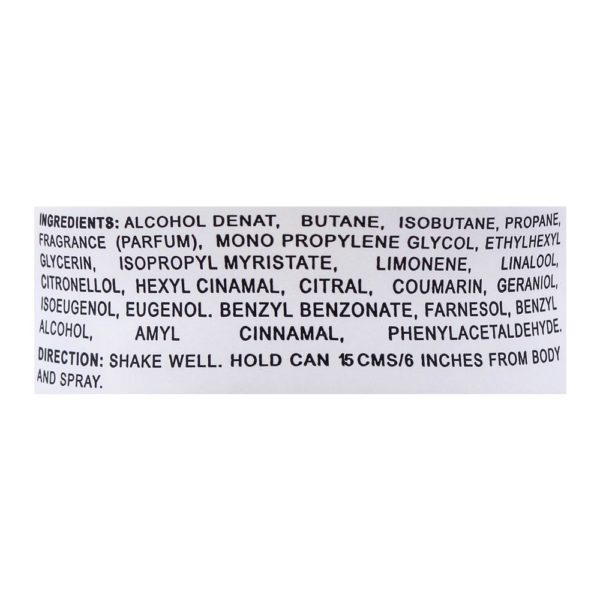 INGREDIENTS: ALCOHOL DENAT, BUTANE, ISOBUTANE, PROPANE,
FRAGRANCE (PARFUM), MONO PROPYLENE GLYCOL, ETHYLHEXYL
GLYCERIN, ISOPROPYL MYRISTATE, LIMONENE, LINALOOL,
CITRONELLOL, HEXYL CINAMAL, CITRAL, COUMARIN, GERANIOL,
ISOEUGENOL, EUGENOL. BENZYL BENZONATE, FARNESOL, BENZYL
ALCOHOL, AMYL CINNAMAL, PHENYLACETALDEHYDE.
DIRECTION: SHAKE WELL. HOLD CAN 15 CMS/6 INCHES FROM BODY
AND SPRAY.